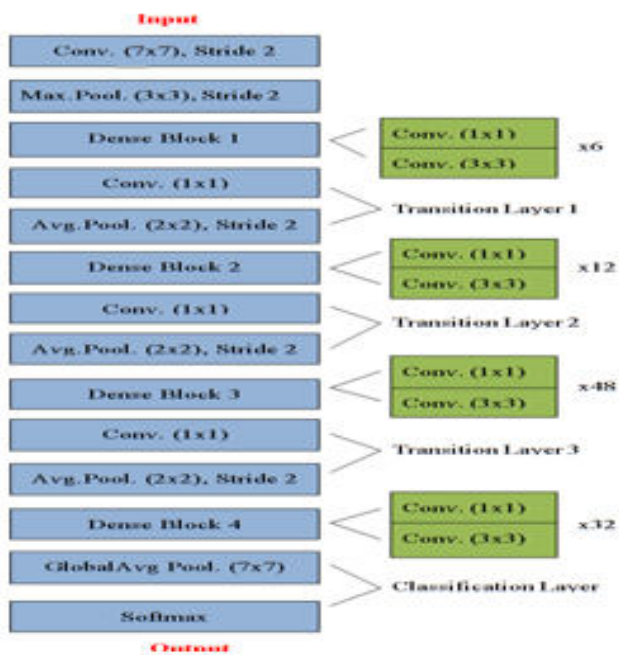 Input
Conv. (7x7), Stride 2
Max.Pool. (3x3), Stride 2
Dense Block 1
Conv. (1x1)
Conv. (3x3)
x6
Conv. (1x1)
Avg.Pool. (2x2), Stride 2
Transition Layer 1
Dense Block 2
Conv. (1x1)
Conv. (3x3)
x12
Conv. (1x1)
Avg.Pool. (2x2), Stride 2
Transition Layer 2
Dense Block 3
Conv. (1x1)
Conv. (3x3)
x48
Conv. (1x1)
Avg.Pool. (2x2), Stride 2
Transition Layer 3
Dense Block 4
Conv. (1x1)
Conv. (3x3)
x32
GlobalAvg Pool. (7x7)
Softmax
Classification Layer
Output